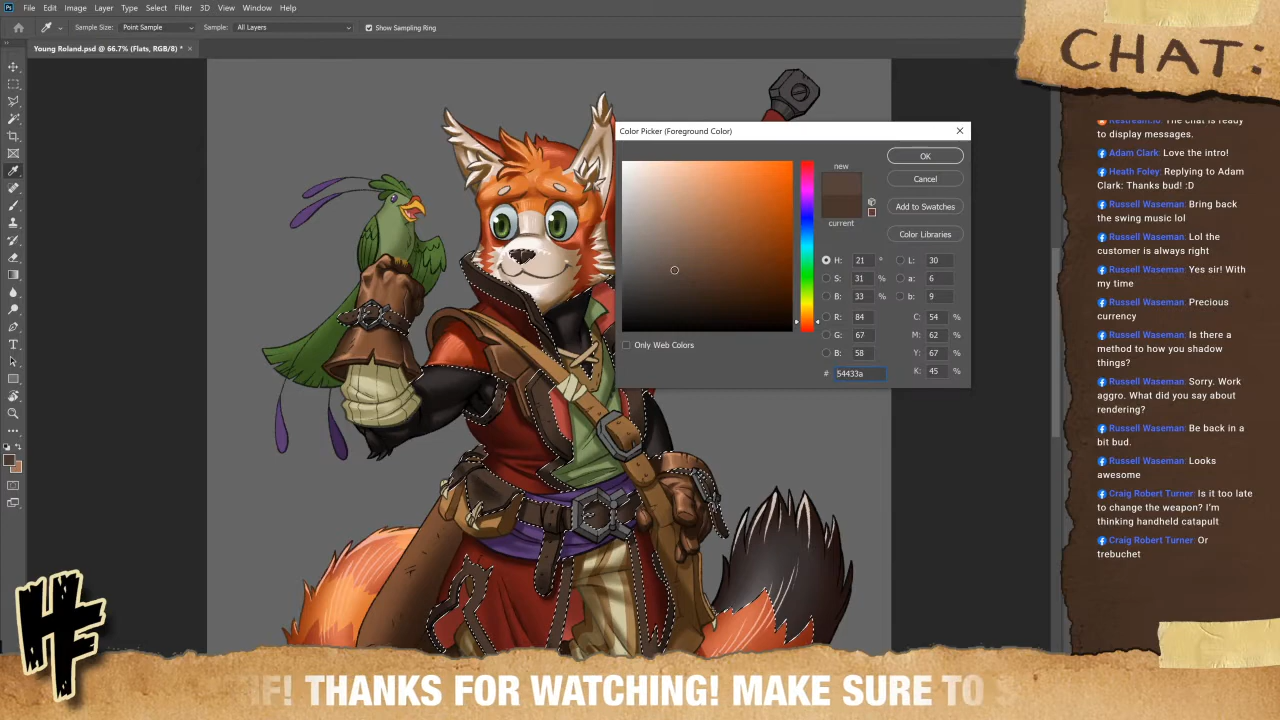 Ps File Edit Image Layer Type Select Filter 3D View Window Help
Sample Size: Point Sample Sample: All Layers Show Sampling Ring
Young Roland.psd @ 66.7% (Flats, RGB/8) * ×
CHAT:
Restream.io: The chat is ready
to display messages.
Adam Clark: Love the intro!
Heath Foley: Replying to Adam
Clark: Thanks bud! :D
Russell Waseman: Bring back
the swing music lol
Russell Waseman: Lol the
customer is always right
Russell Waseman: Yes sir! With
my time
Russell Waseman: Precious
currency
Russell Waseman: Is there a
method to how you shadow
things?
Russell Waseman: Sorry. Work
aggro. What did you say about
rendering?
Russell Waseman: Be back in a
bit bud.
Russell Waseman: Looks
awesome
Craig Robert Turner: Is it too late
to change the weapon? I'm
thinking handheld catapult
Craig Robert Turner: Or
trebuchet
Color Picker (Foreground Color)
new
current
OK
Cancel
Add to Swatches
Color Libraries
H: 21 ° L: 30
S: 31 % a: 6
B: 33 % b: 9
R: 84 C: 54 %
G: 67 M: 62 %
B: 58 Y: 67 %
# 54433a K: 45 %
Only Web Colors
HF
F! THANKS FOR WATCHING! MAKE SURE TO S